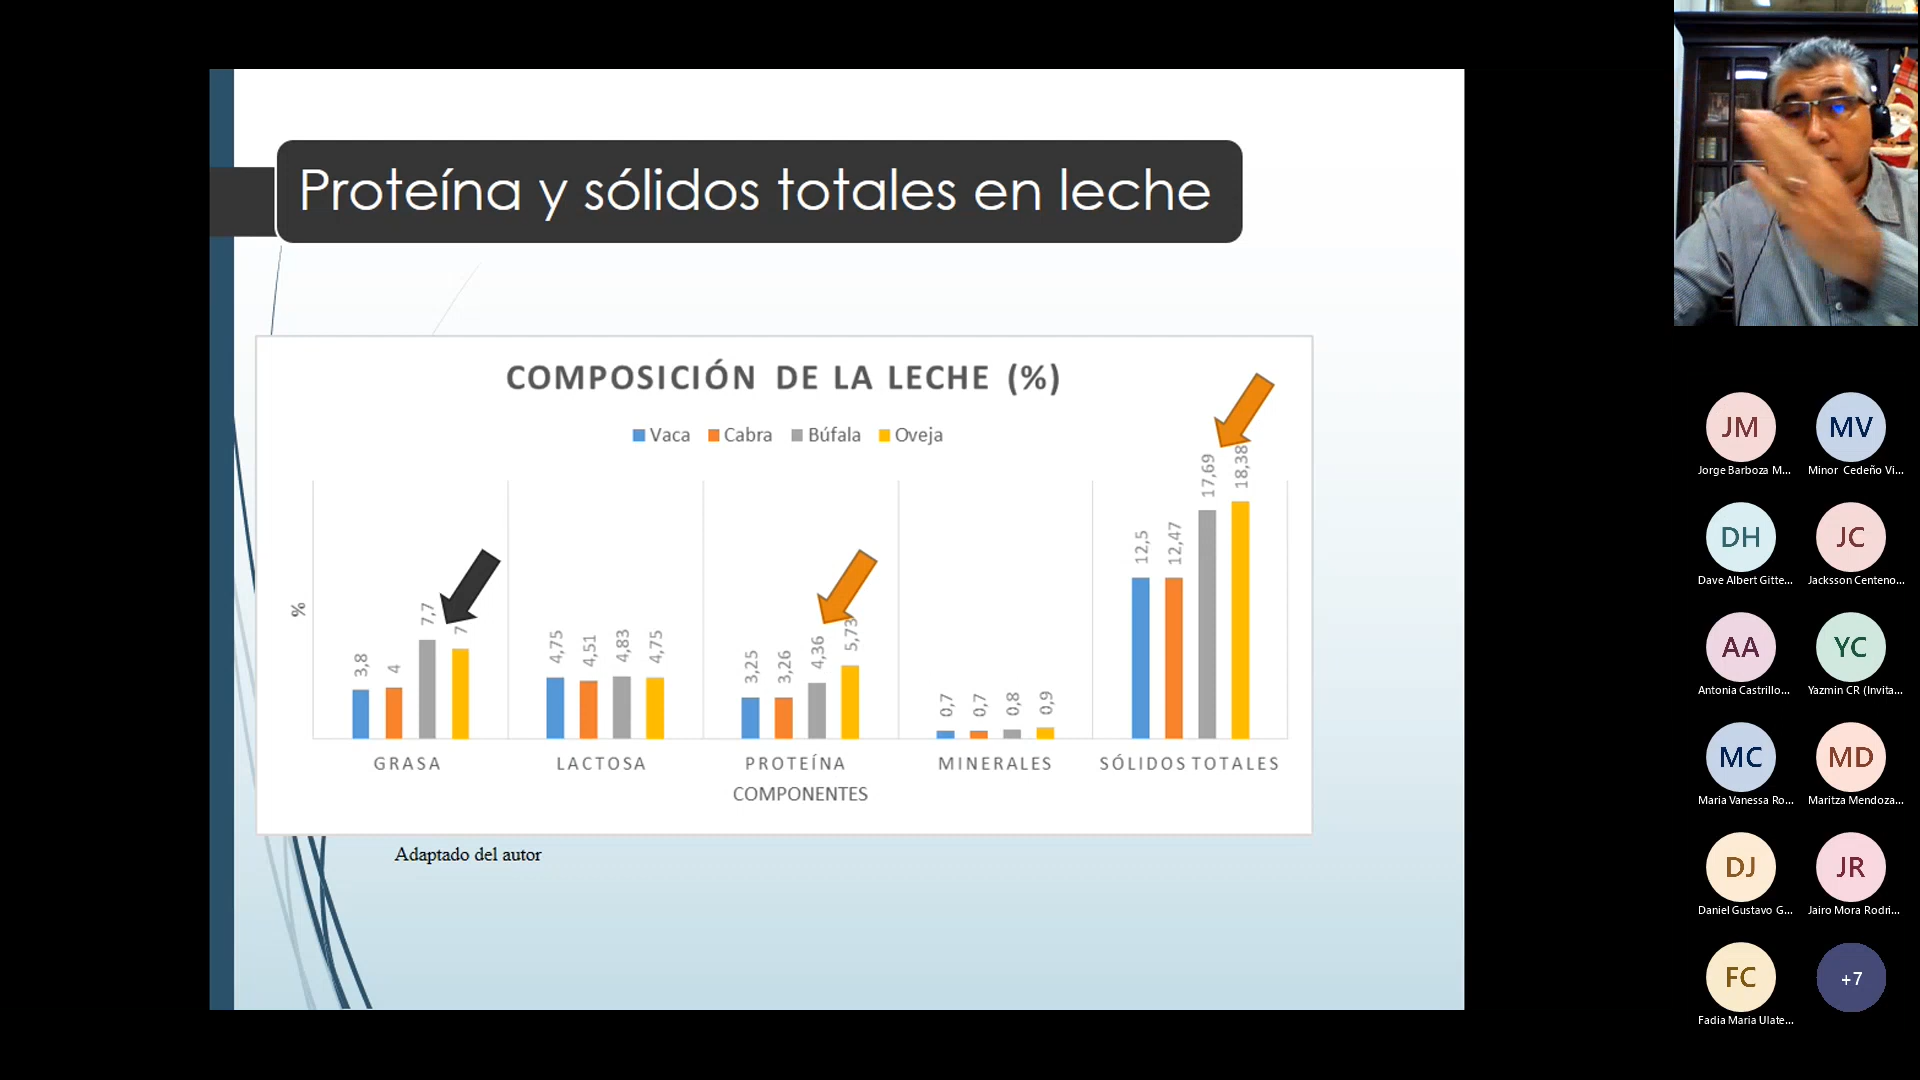 Proteína y sólidos totales en leche
COMPOSICIÓN DE LA LECHE (%)
Vaca Cabra Búfala Oveja
%
3,8 4 7,7 7
4,75 4,51 4,83 4,75
3,25 3,26 4,36 5,73
0,7 0,7 0,8 0,9
12,5 12,47 17,69 18,38
GRASA LACTOSA PROTEÍNA MINERALES SÓLIDOS TOTALES
COMPONENTES
Adaptado del autor
JM MV
Jorge Barboza M... Minor Cedeño Vi...
DH JC
Dave Albert Gitte... Jacksson Centeno...
AA YC
Antonia Castrillo... Yazmin CR (Invita...
MC MD
Maria Vanessa Ro... Maritza Mendoza...
DJ JR
Daniel Gustavo G... Jairo Mora Rodri...
FC +7
Fadia Maria Ulate...